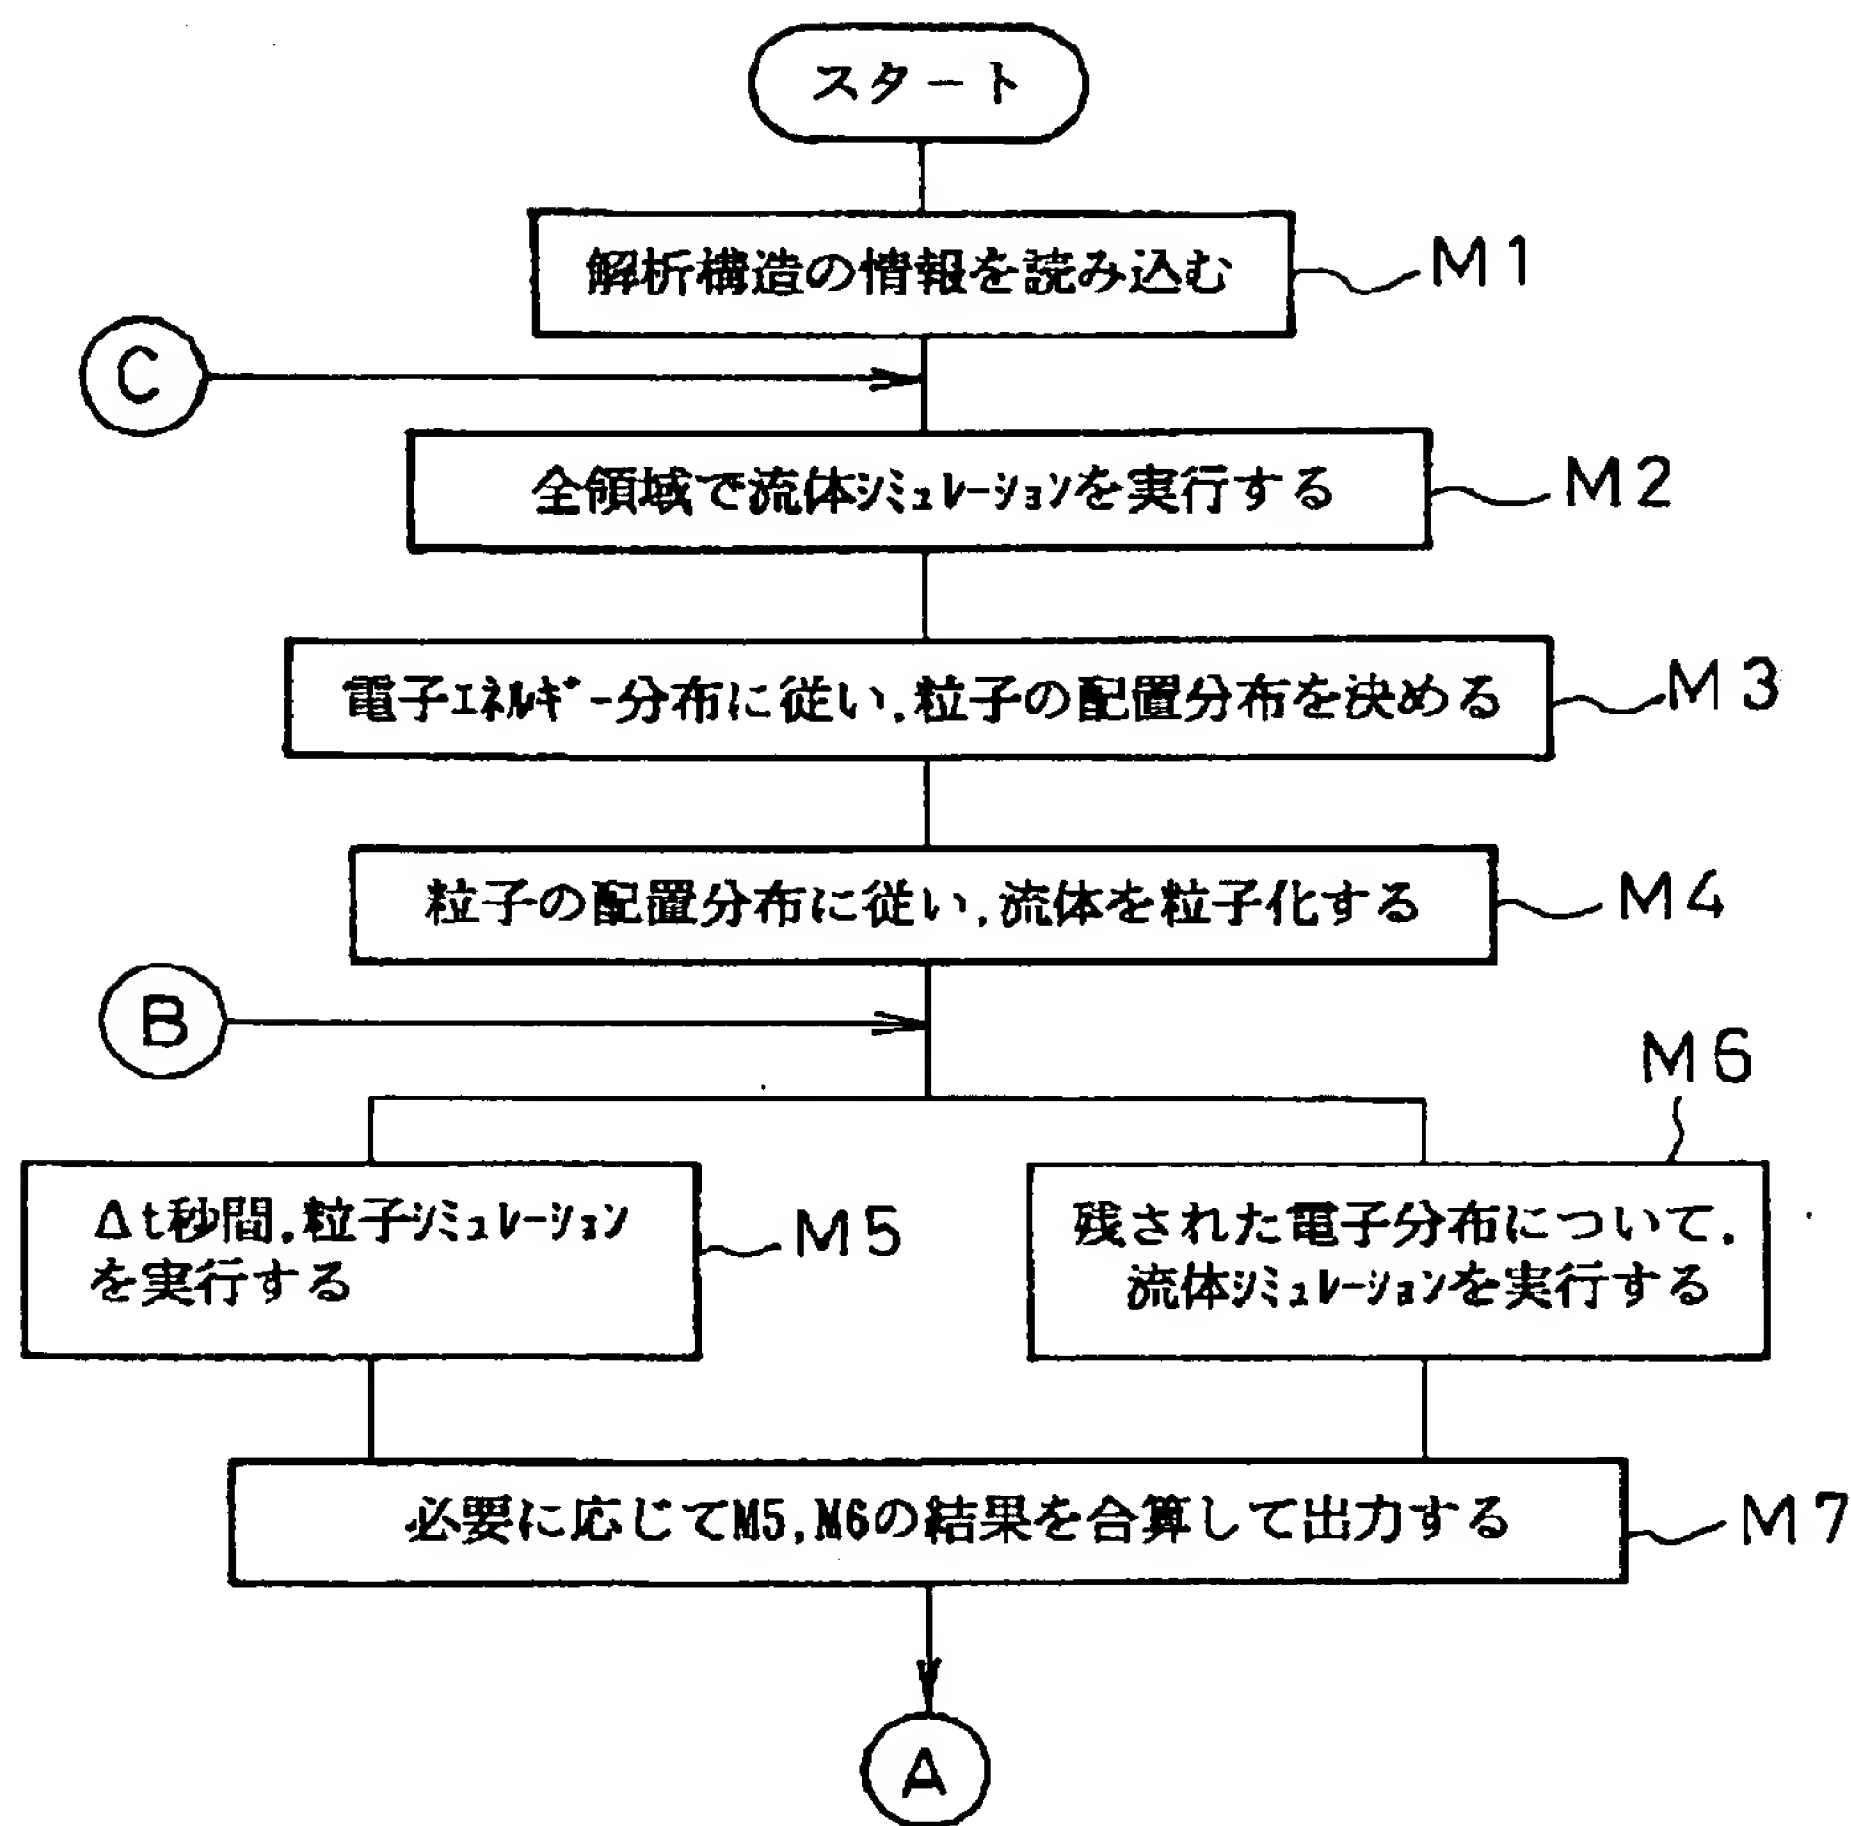 スタート
解析構造の情報を読み込む
M1
C
全領域で流体ｼﾐｭﾚｰｼｮﾝを実行する
M2
電子ｴﾈﾙｷﾞｰ分布に従い,粒子の配置分布を決める
M3
粒子の配置分布に従い,流体を粒子化する
M4
B
M6
Δt秒間,粒子ｼﾐｭﾚｰｼｮﾝ
を実行する
M5
残された電子分布について,
流体ｼﾐｭﾚｰｼｮﾝを実行する
必要に応じてM5,M6の結果を合算して出力する
M7
A